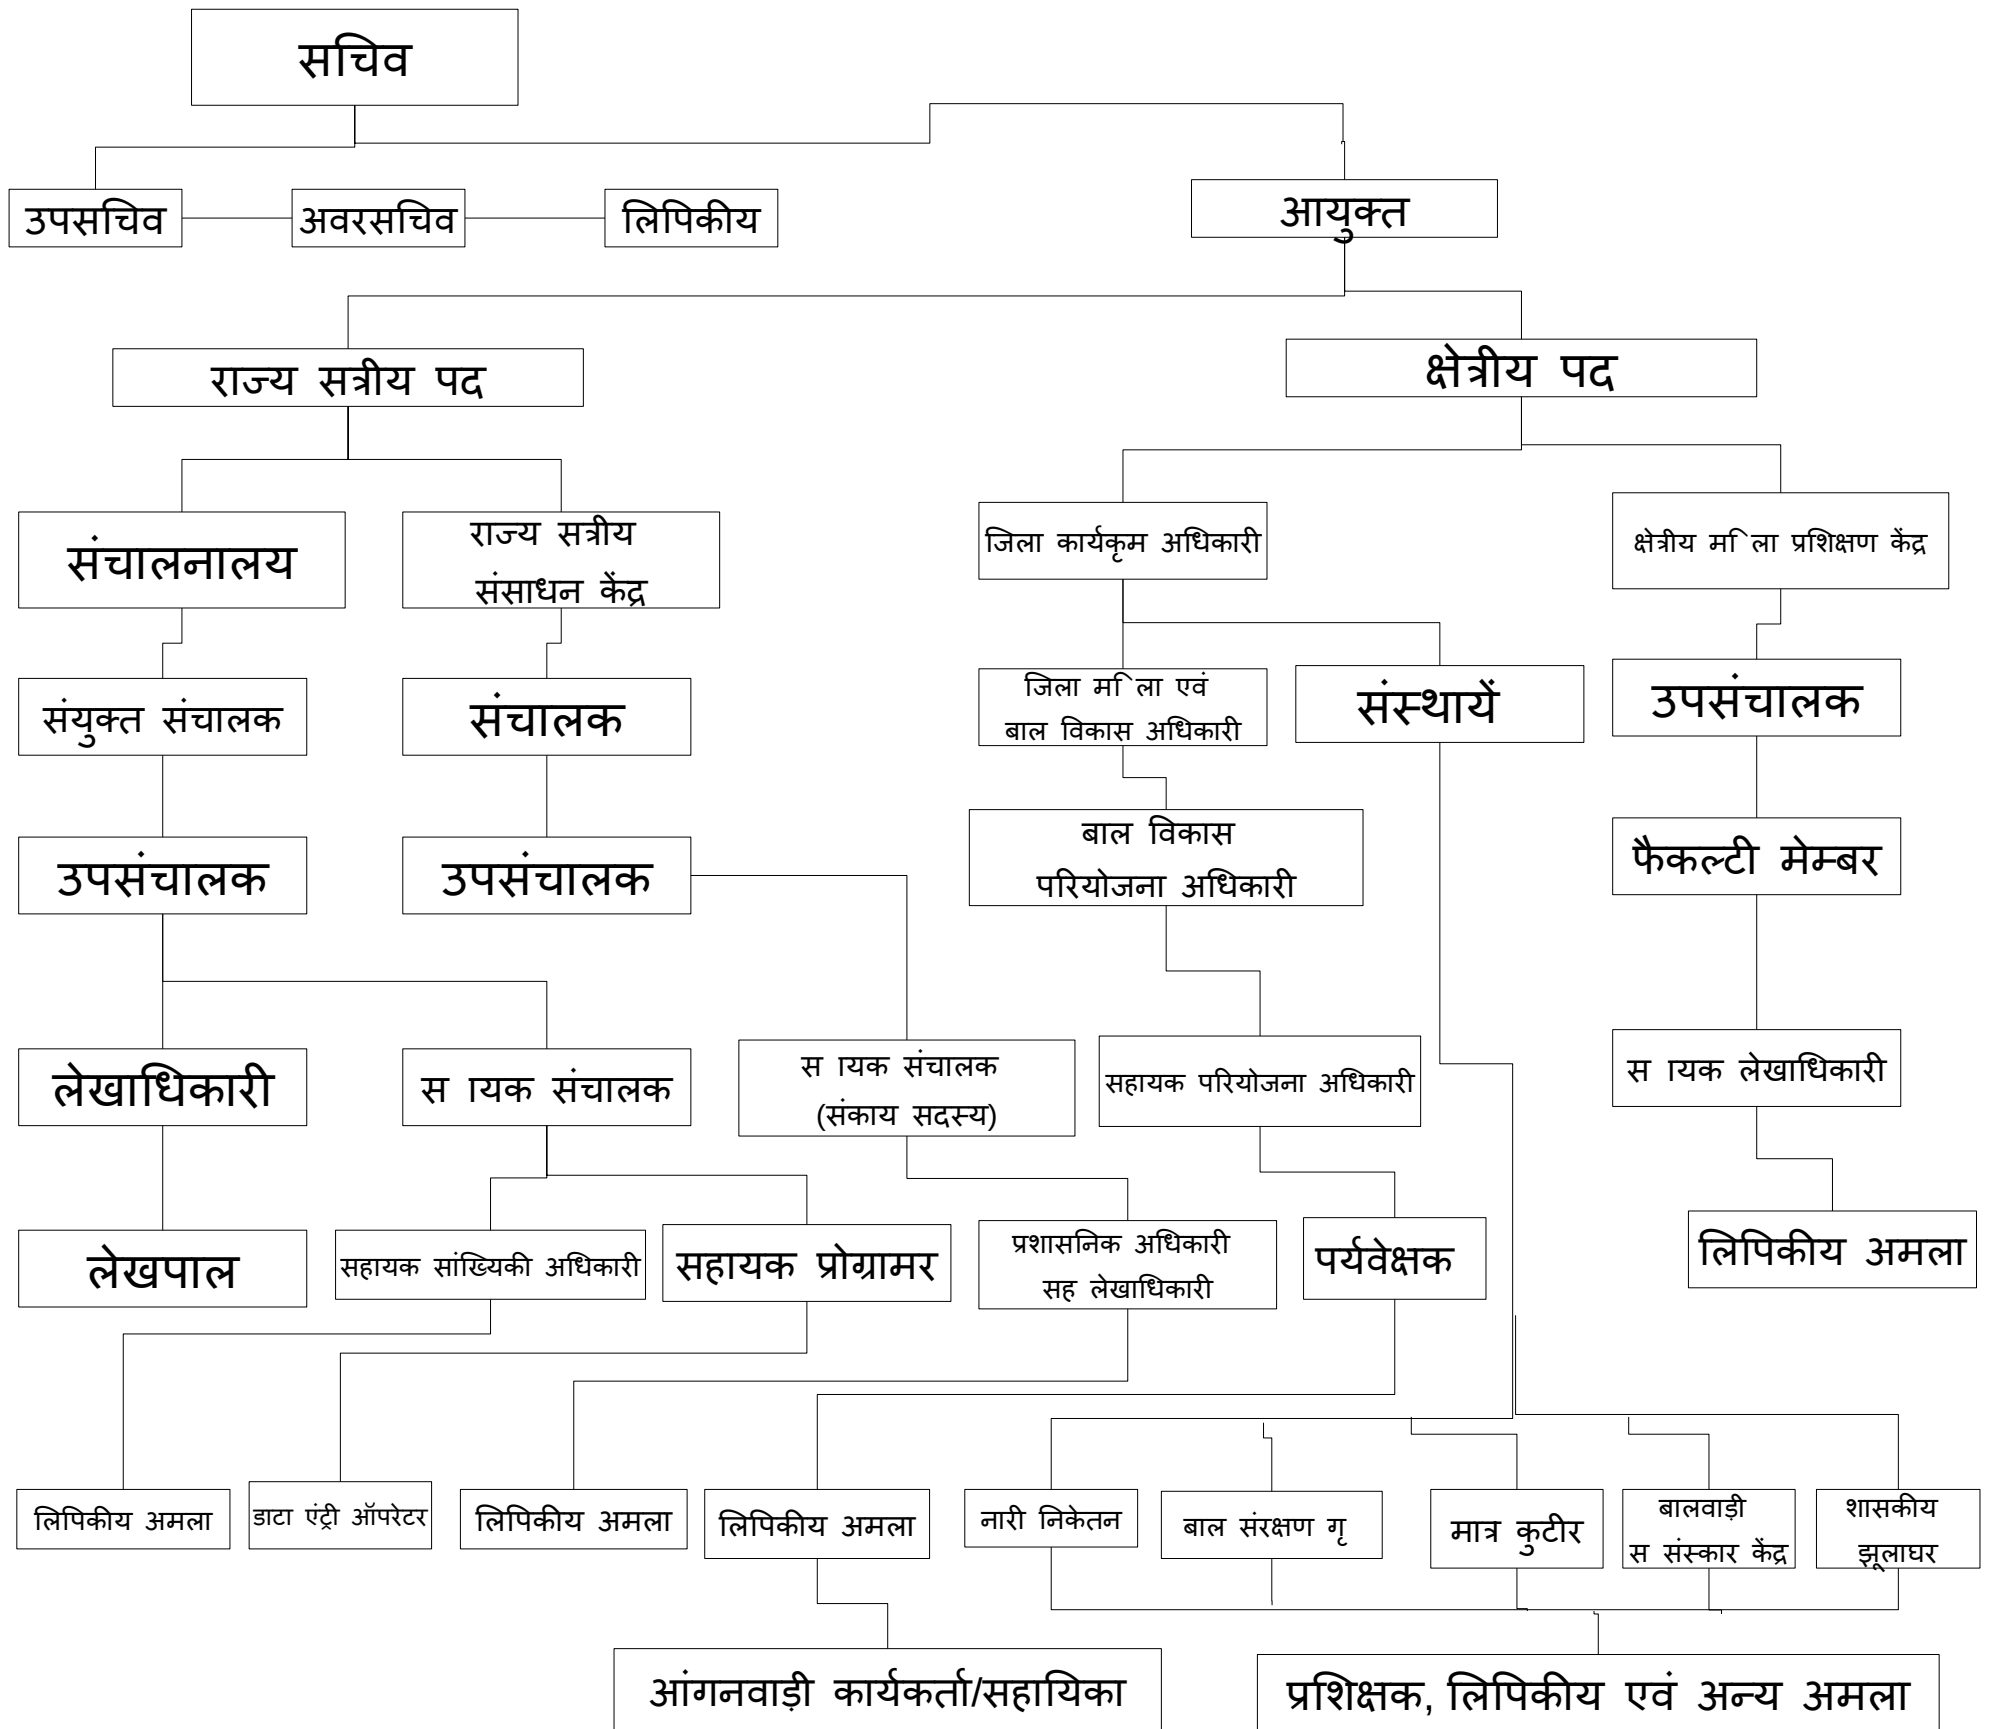 सचिव
उपसचिव
अवरसचिव
लिपिकीय
आयुक्त
राज्य सत्रीय पद
क्षेत्रीय पद
संचालनालय
राज्य सत्रीय
संसाधन केंद्र
जिला कार्यकृम अधिकारी
क्षेत्रीय मिला प्रशिक्षण केंद्र
संयुक्त संचालक
संचालक
जिला मिला एवं
बाल विकास अधिकारी
संस्थायें
उपसंचालक
उपसंचालक
उपसंचालक
बाल विकास
परियोजना अधिकारी
फैकल्टी मेम्बर
लेखाधिकारी
स ायक संचालक
स ायक संचालक
(संकाय सदस्य)
सहायक परियोजना अधिकारी
स ायक लेखाधिकारी
लेखपाल
सहायक सांख्यिकी अधिकारी
सहायक प्रोग्रामर
प्रशासनिक अधिकारी
सह लेखाधिकारी
पर्यवेक्षक
लिपिकीय अमला
लिपिकीय अमला
डाटा एंट्री ऑपरेटर
लिपिकीय अमला
लिपिकीय अमला
नारी निकेतन
बाल संरक्षण गृ
मात्र कुटीर
बालवाड़ी
स संस्कार केंद्र
शासकीय
झूलाघर
आंगनवाड़ी कार्यकर्ता/सहायिका
प्रशिक्षक, लिपिकीय एवं अन्य अमला